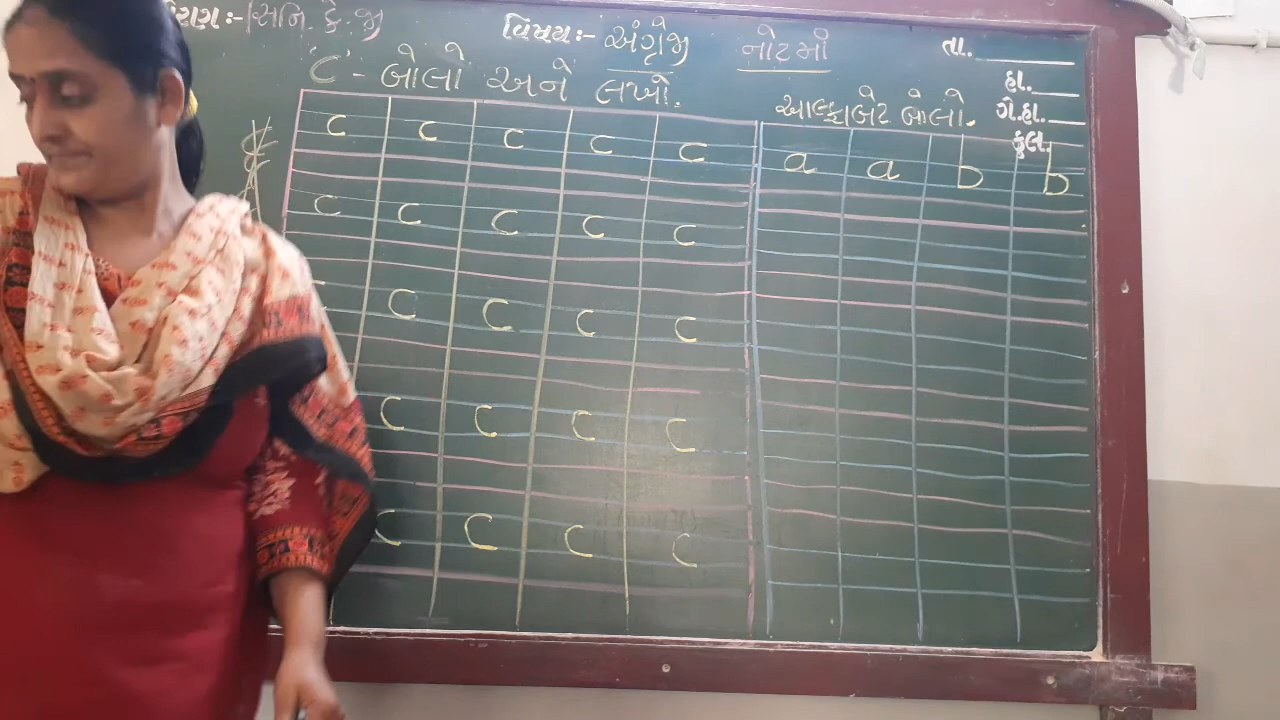 ધોરણ:- સિનિ. કે. જી વિષય:- અંગ્રેજી નોટમાં તા.
'C' - બોલો અને લખો. હા.
આલ્ફાબેટ બોલો. ગે.હા.
કુલ.
c c c c c a a b b
c c c c c
c c c c
c c c c
c c c c